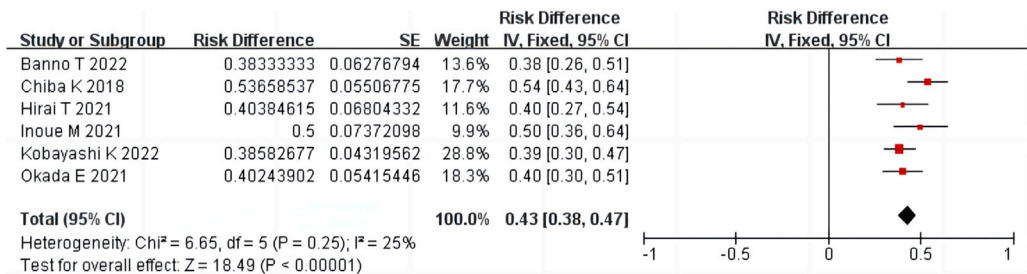 Risk Difference Risk Difference
Study or Subgroup Risk Difference SE Weight IV, Fixed, 95% CI IV, Fixed, 95% CI
Banno T 2022 0.38333333 0.06276794 13.6% 0.38 [0.26, 0.51]
Chiba K 2018 0.53658537 0.05506775 17.7% 0.54 [0.43, 0.64]
Hirai T 2021 0.40384615 0.06804332 11.6% 0.40 [0.27, 0.54]
Inoue M 2021 0.5 0.07372098 9.9% 0.50 [0.36, 0.64]
Kobayashi K 2022 0.38582677 0.04319562 28.8% 0.39 [0.30, 0.47]
Okada E 2021 0.40243902 0.05415446 18.3% 0.40 [0.30, 0.51]
Total (95% CI) 100.0% 0.43 [0.38, 0.47]
Heterogeneity: Chi² = 6.65, df = 5 (P = 0.25); I² = 25%
Test for overall effect: Z = 18.49 (P < 0.00001)
-1 -0.5 0 0.5 1